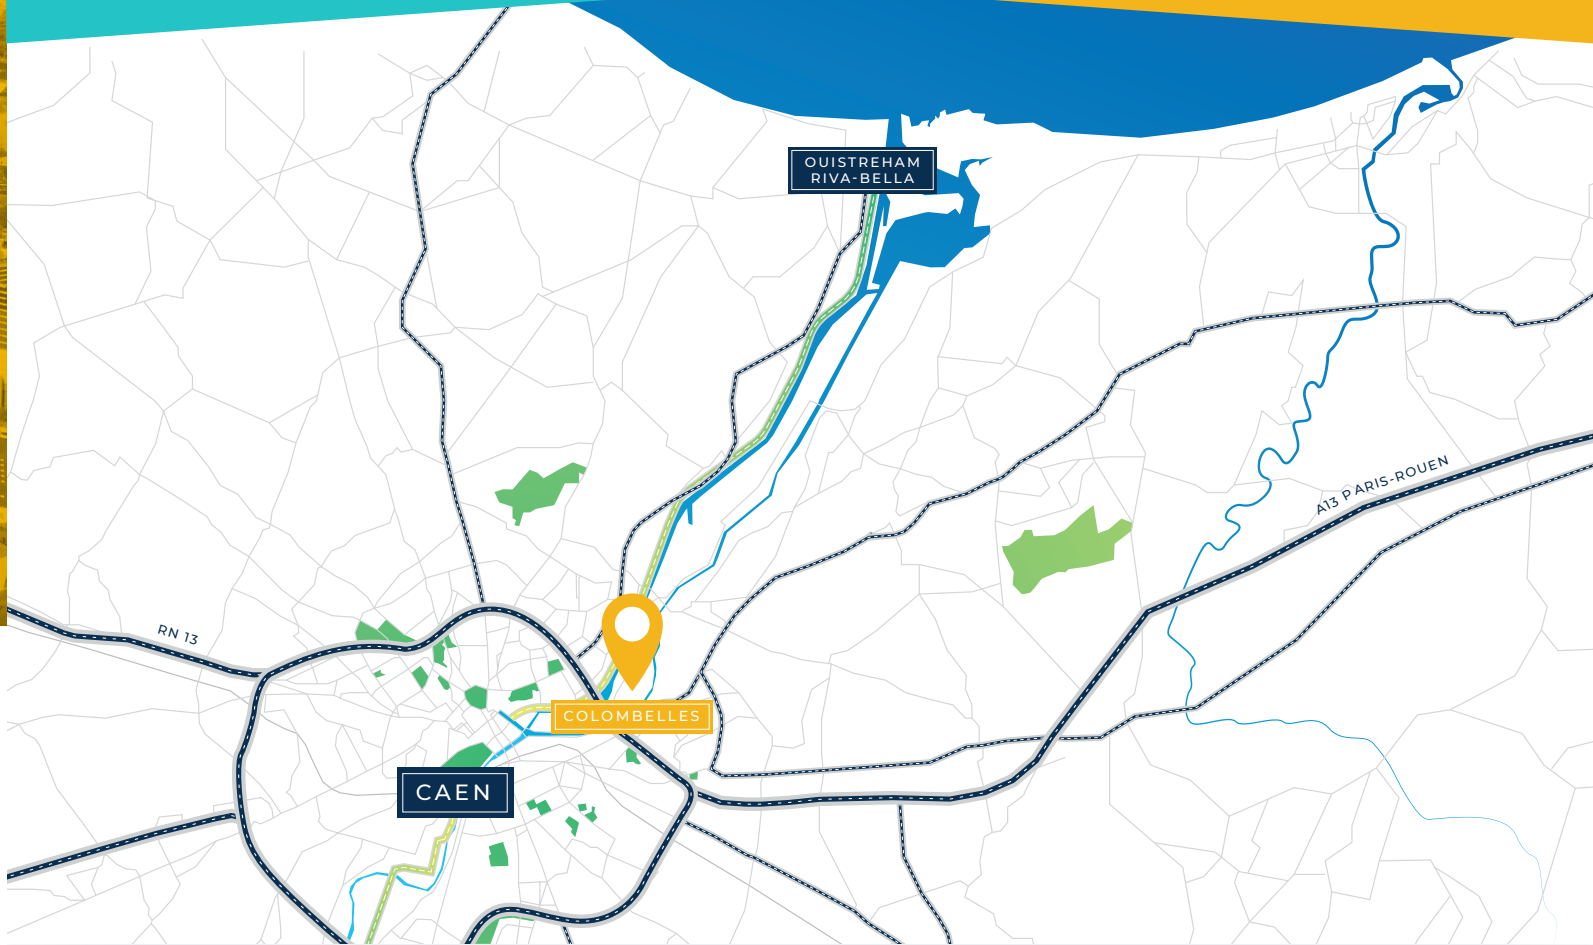 OUISTREHAM
RIVA-BELLA
A13 PARIS-ROUEN
RN 13
COLOMBELLES
CAEN